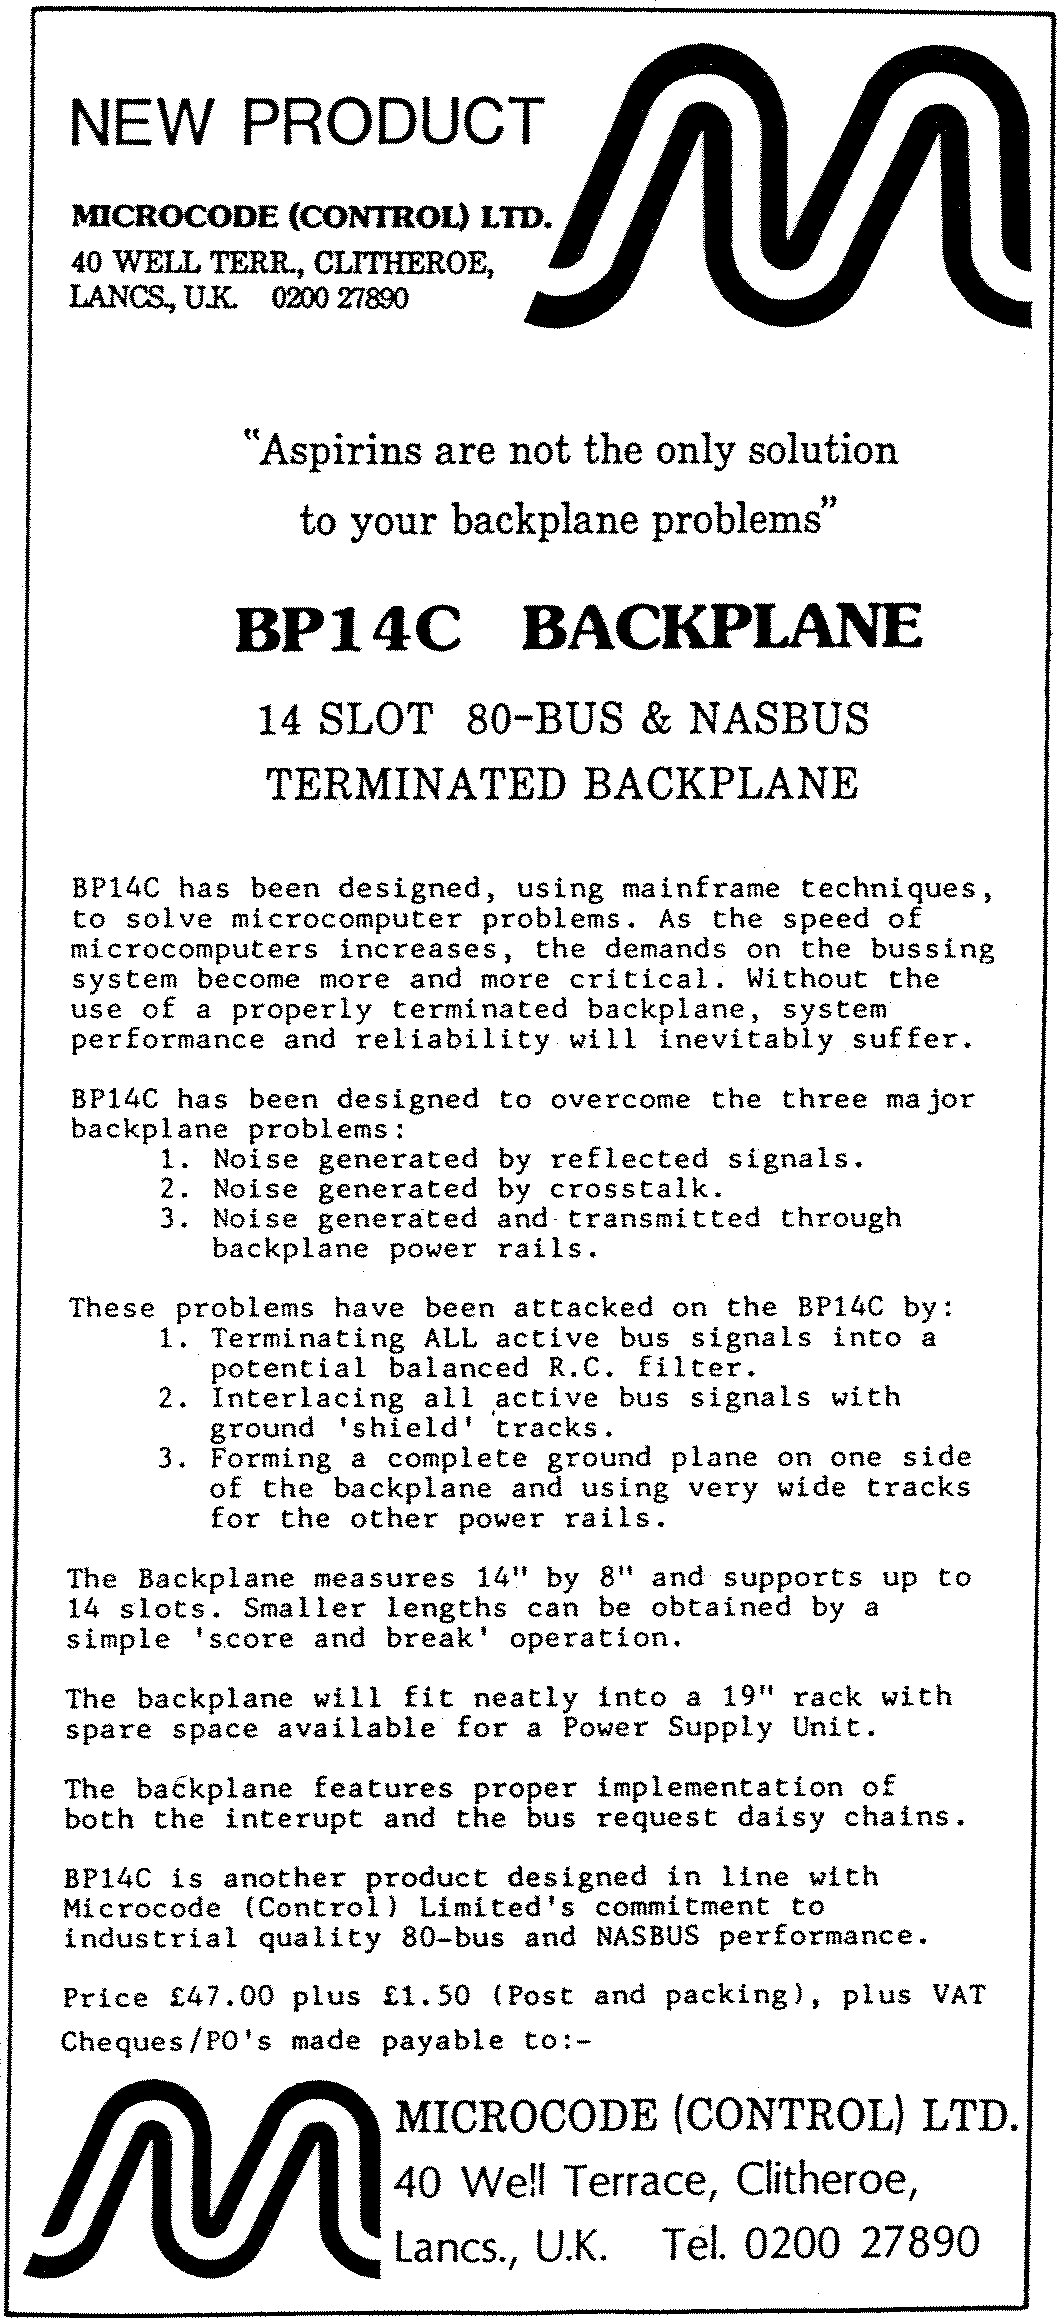 NEW PRODUCT
MICROCODE (CONTROL) LTD.
40 WELL TERR., CLITHEROE,
LANCS., U.K. 0200 27890
"Aspirins are not the only solution
to your backplane problems"
BP14C BACKPLANE
14 SLOT 80-BUS & NASBUS
TERMINATED BACKPLANE
BP14C has been designed, using mainframe techniques,
to solve microcomputer problems. As the speed of
microcomputers increases, the demands on the bussing
system become more and more critical. Without the
use of a properly terminated backplane, system
performance and reliability will inevitably suffer.
BP14C has been designed to overcome the three major
backplane problems:
1. Noise generated by reflected signals.
2. Noise generated by crosstalk.
3. Noise generated and transmitted through
backplane power rails.
These problems have been attacked on the BP14C by:
1. Terminating ALL active bus signals into a
potential balanced R.C. filter.
2. Interlacing all active bus signals with
ground 'shield' tracks.
3. Forming a complete ground plane on one side
of the backplane and using very wide tracks
for the other power rails.
The Backplane measures 14" by 8" and supports up to
14 slots. Smaller lengths can be obtained by a
simple 'score and break' operation.
The backplane will fit neatly into a 19" rack with
spare space available for a Power Supply Unit.
The backplane features proper implementation of
both the interupt and the bus request daisy chains.
BP14C is another product designed in line with
Microcode (Control) Limited's commitment to
industrial quality 80-bus and NASBUS performance.
Price £47.00 plus £1.50 (Post and packing), plus VAT
Cheques/PO's made payable to:-
MICROCODE (CONTROL) LTD.
40 Well Terrace, Clitheroe,
Lancs., U.K. Tel. 0200 27890